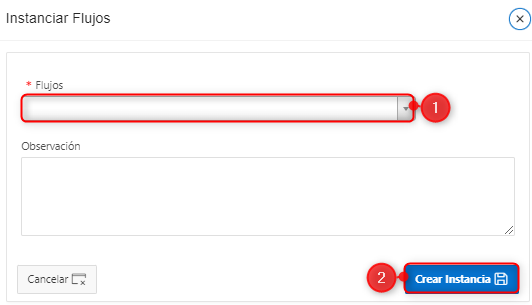 Instanciar Flujos
* Flujos
1
Observación
Cancelar
2
Crear Instancia